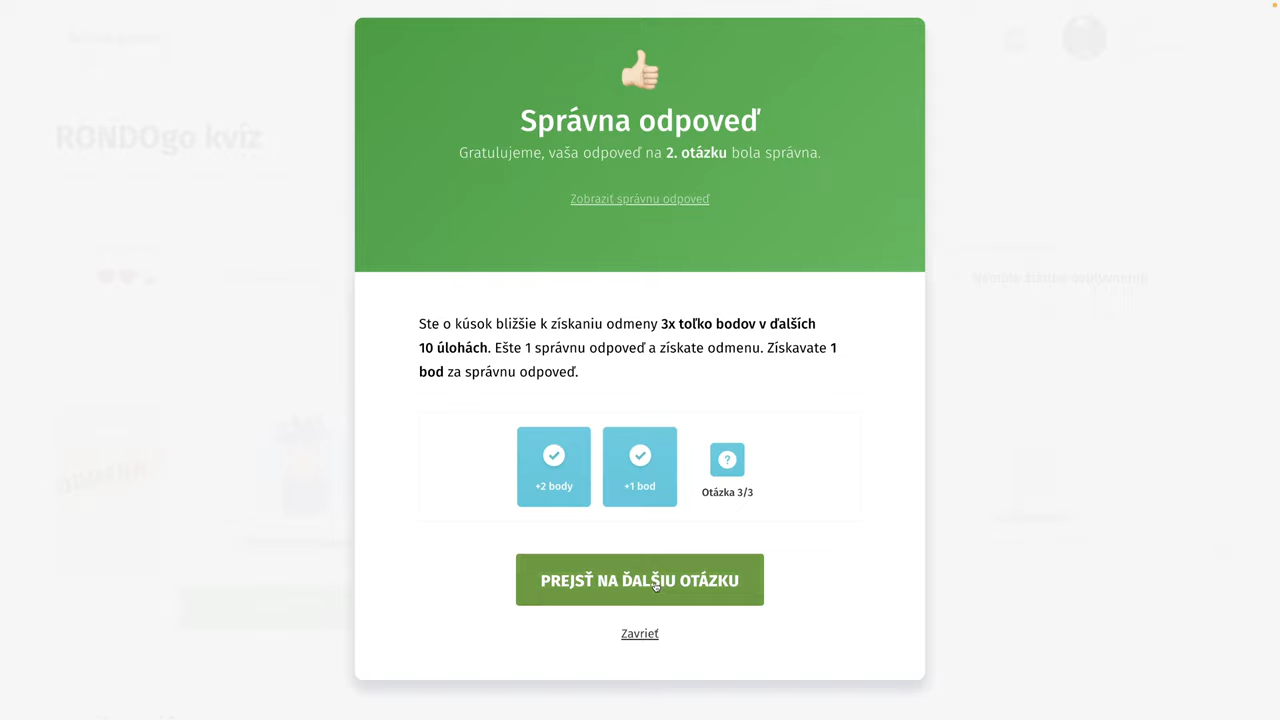 RONDOgo kvíz
Správna odpoveď
Gratulujeme, vaša odpoveď na 2. otázku bola správna.
Zobraziť správnu odpoveď
Ste o kúsok bližšie k získaniu odmeny 3x toľko bodov v ďalších
10 úlohách. Ešte 1 správnu odpoveď a získate odmenu. Získavate 1
bod za správnu odpoveď.
+2 body
+1 bod
?
Otázka 3/3
PREJSŤ NA ĎALŠIU OTÁZKU
Zavrieť